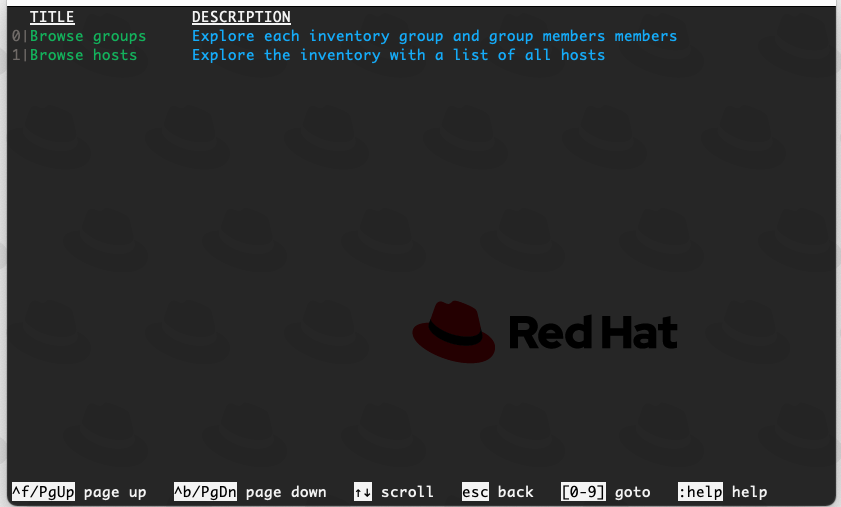 TITLE DESCRIPTION
0|Browse groups Explore each inventory group and group members members
1|Browse hosts Explore the inventory with a list of all hosts
Red Hat
^f/PgUp page up ^b/PgDn page down ↑↓ scroll esc back [0-9] goto :help help